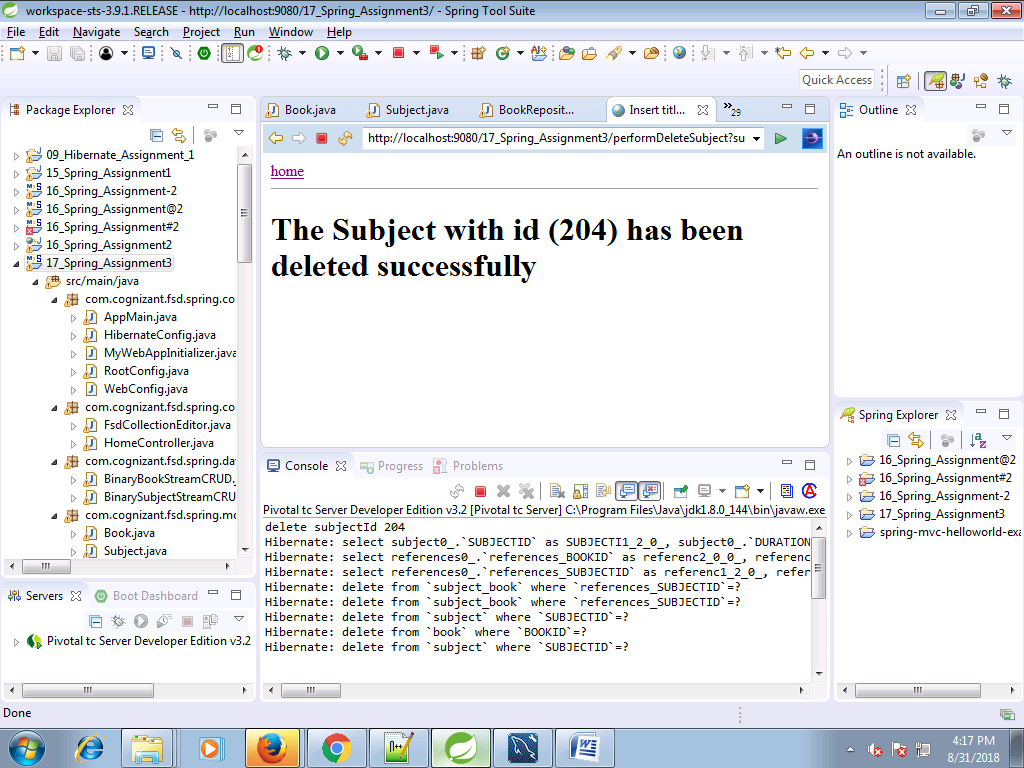 workspace-sts-3.9.1.RELEASE - http://localhost:9080/17_Spring_Assignment3/ - Spring Tool Suite
File Edit Navigate Search Project Run Window Help
Quick Access
Package Explorer
09_Hibernate_Assignment_1
15_Spring_Assignment1
16_Spring_Assignment-2
16_Spring_Assignment@2
16_Spring_Assignment#2
16_Spring_Assignment2
17_Spring_Assignment3
src/main/java
com.cognizant.fsd.spring.co
AppMain.java
HibernateConfig.java
MyWebAppInitializer.java
RootConfig.java
WebConfig.java
com.cognizant.fsd.spring.co
FsdCollectionEditor.java
HomeController.java
com.cognizant.fsd.spring.da
BinaryBookStreamCRUD.
BinarySubjectStreamCRU
com.cognizant.fsd.spring.mo
Book.java
Subject.java
Servers Boot Dashboard
Pivotal tc Server Developer Edition v3.2
Book.java Subject.java BookReposit... Insert titl... »29
http://localhost:9080/17_Spring_Assignment3/performDeleteSubject?su
home
The Subject with id (204) has been
deleted successfully
Console Progress Problems
Pivotal tc Server Developer Edition v3.2 [Pivotal tc Server] C:\Program Files\Java\jdk1.8.0_144\bin\javaw.exe
delete subjectId 204
Hibernate: select subject0_.`SUBJECTID` as SUBJECTI1_2_0_, subject0_.`DURATION
Hibernate: select references0_.`references_BOOKID` as referenc2_0_0_, referenc
Hibernate: select references0_.`references_SUBJECTID` as referenc1_2_0_, refer
Hibernate: delete from `subject_book` where `references_SUBJECTID`=?
Hibernate: delete from `subject_book` where `references_SUBJECTID`=?
Hibernate: delete from `subject` where `SUBJECTID`=?
Hibernate: delete from `book` where `BOOKID`=?
Hibernate: delete from `subject` where `SUBJECTID`=?
Outline
An outline is not available.
Spring Explorer
16_Spring_Assignment@2
16_Spring_Assignment#2
16_Spring_Assignment-2
17_Spring_Assignment3
spring-mvc-helloworld-exa
Done
4:17 PM
8/31/2018